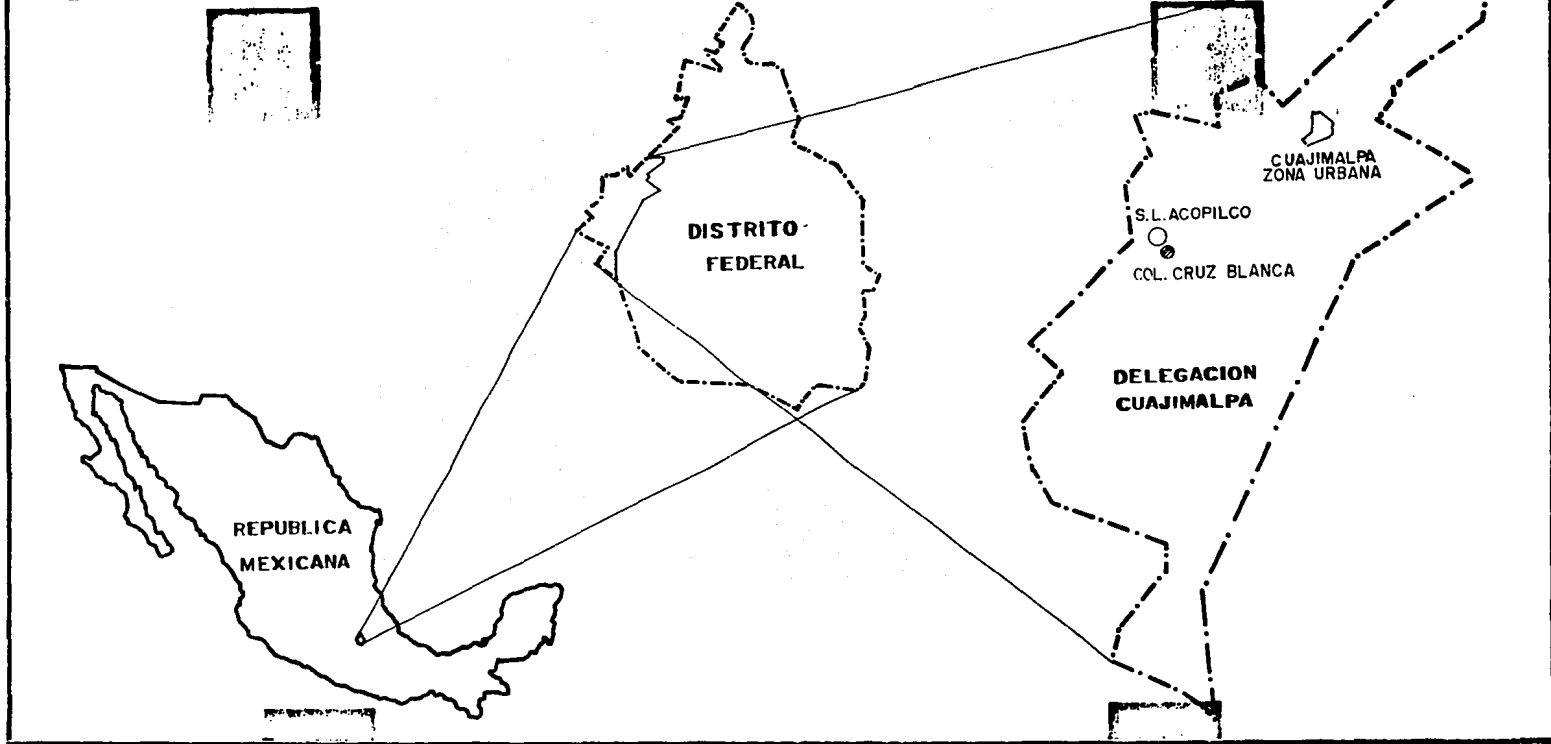 DISTRITO
FEDERAL
CUAJIMALPA
ZONA URBANA
S.L. ACOPILCO
COL. CRUZ BLANCA
DELEGACION
CUAJIMALPA
REPUBLICA
MEXICANA